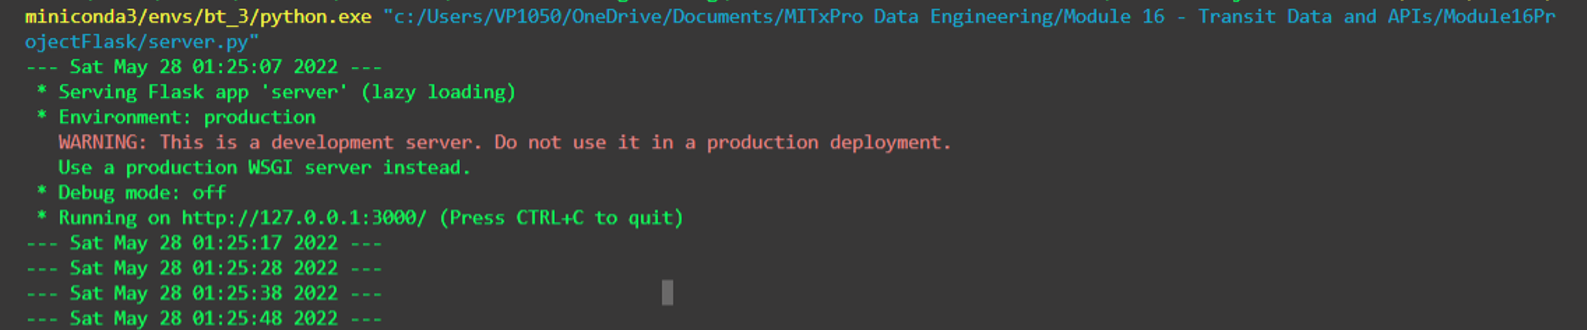 miniconda3/envs/bt_3/python.exe "c:/Users/VP1050/OneDrive/Documents/MITxPro Data Engineering/Module 16 - Transit Data and APIs/Module16Pr
ojectFlask/server.py"
--- Sat May 28 01:25:07 2022 ---
 * Serving Flask app 'server' (lazy loading)
 * Environment: production
   WARNING: This is a development server. Do not use it in a production deployment.
   Use a production WSGI server instead.
 * Debug mode: off
 * Running on http://127.0.0.1:3000/ (Press CTRL+C to quit)
--- Sat May 28 01:25:17 2022 ---
--- Sat May 28 01:25:28 2022 ---
--- Sat May 28 01:25:38 2022 ---
--- Sat May 28 01:25:48 2022 ---